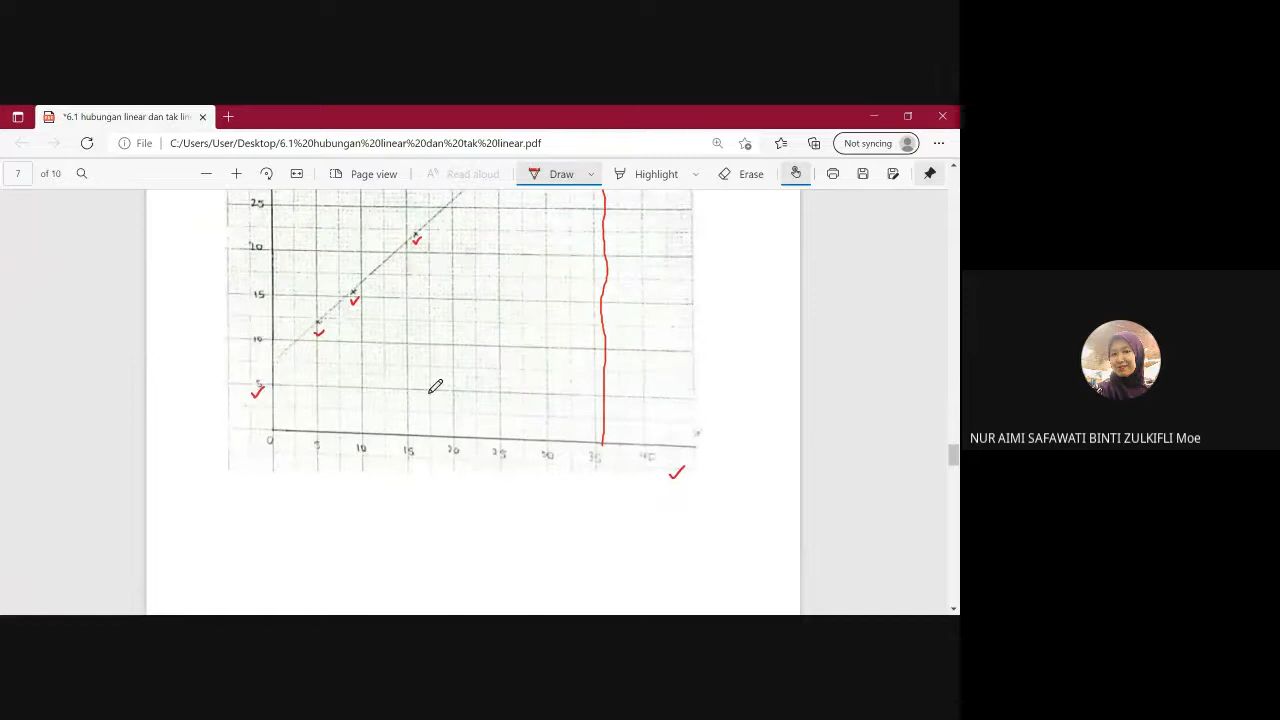 *6.1 hubungan linear dan tak lin
File
C:/Users/User/Desktop/6.1%20hubungan%20linear%20dan%20tak%20linear.pdf
Not syncing
7 of 10
Page view
Read aloud
Draw
Highlight
Erase
25
20
15
10
5
0 5 10 15 20 25 30 35 40
NUR AIMI SAFAWATI BINTI ZULKIFLI Moe